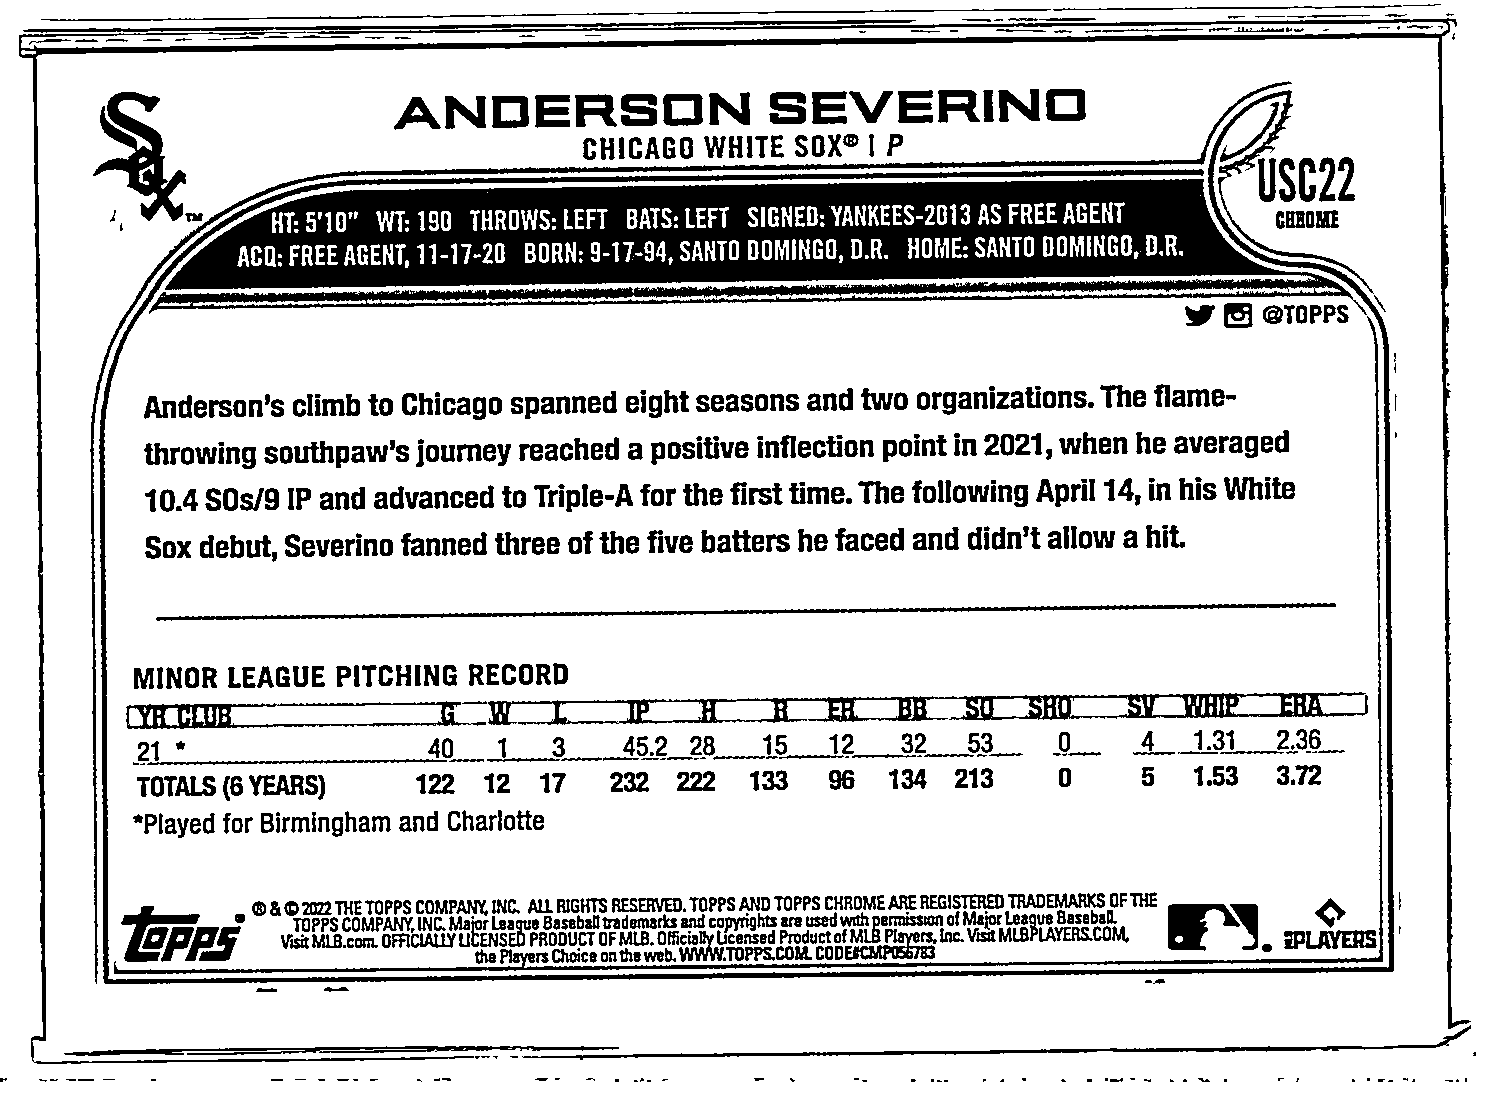 Sox™
ANDERSON SEVERINO
CHICAGO WHITE SOX® | P
USC22
CHROME
HT: 5'10" WT: 190 THROWS: LEFT BATS: LEFT SIGNED: YANKEES-2013 AS FREE AGENT
ACQ: FREE AGENT, 11-17-20 BORN: 9-17-94, SANTO DOMINGO, D.R. HOME: SANTO DOMINGO, D.R.
@TOPPS
Anderson's climb to Chicago spanned eight seasons and two organizations. The flame-
throwing southpaw's journey reached a positive inflection point in 2021, when he averaged
10.4 SOs/9 IP and advanced to Triple-A for the first time. The following April 14, in his White
Sox debut, Severino fanned three of the five batters he faced and didn't allow a hit.
MINOR LEAGUE PITCHING RECORD
YR CLUB G W L IP H R ER BB SO SHO SV WHIP ERA
21 * 40 1 3 45.2 28 15 12 32 53 0 4 1.31 2.36
TOTALS (6 YEARS) 122 12 17 232 222 133 96 134 213 0 5 1.53 3.72
*Played for Birmingham and Charlotte
Topps
® & © 2022 THE TOPPS COMPANY, INC. ALL RIGHTS RESERVED. TOPPS AND TOPPS CHROME ARE REGISTERED TRADEMARKS OF THE
TOPPS COMPANY, INC. Major League Baseball trademarks and copyrights are used with permission of Major League Baseball.
Visit MLB.com. OFFICIALLY LICENSED PRODUCT OF MLB. Officially Licensed Product of MLB Players, Inc. Visit MLBPLAYERS.COM,
the Players Choice on the web. WWW.TOPPS.COM. CODE#CMP056783
PLAYERS